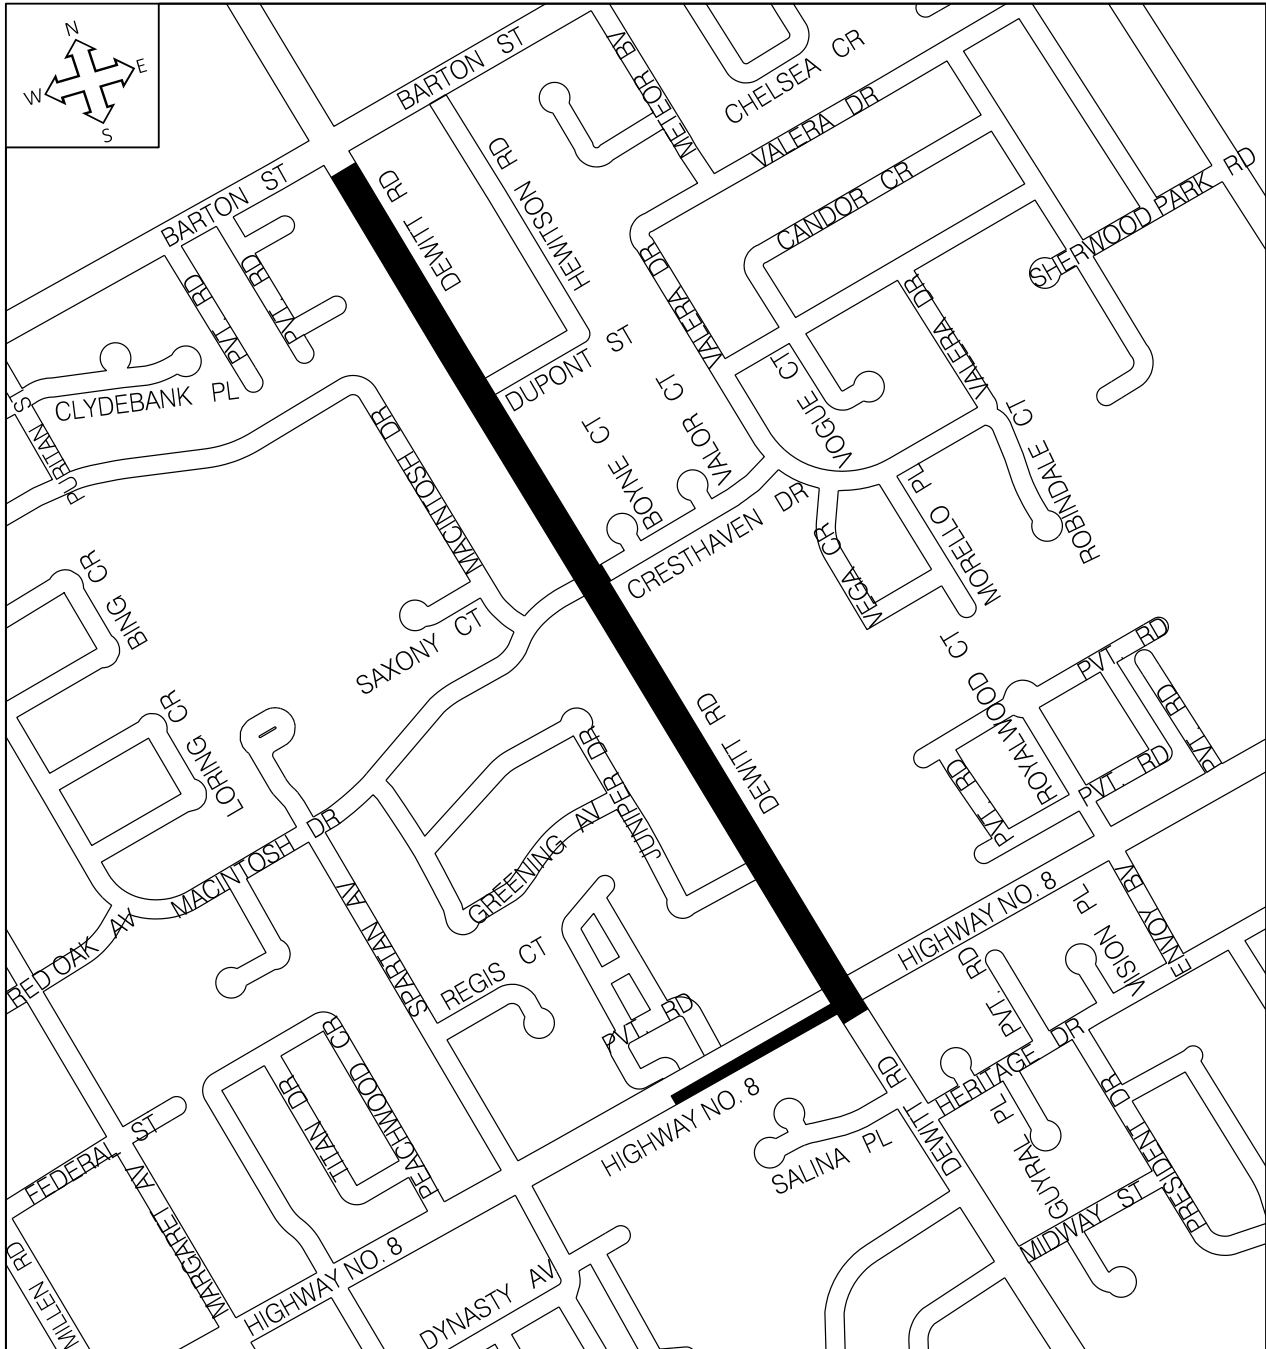 N
E
W
S
BARTON ST
METEOR BV
CHELSEA CR
VALERA DR
BARTON ST
DEWITT RD
HEWITSON RD
CANDOR CR
SHERWOOD PARK RD
PVT. RD
PVT. RD
VALERA DR
VALERA DR
DUPONT ST
CLYDEBANK PL
PURITAN S
MACINTOSH DR
BOYNE CT
VALOR CT
VOGUE CT
ROBINDALE CT
CRESTHAVEN DR
MORELLO PL
VEGA CR
BING CR
SAXONY CT
ROYALWOOD CT
PVT. RD
PVT. RD
PVT. RD
PVT. RD
LORING CR
DEWITT RD
JUNIPER DR
GREENING AV
MACINTOSH DR
RED OAK AV
SPARTAN AV
REGIS CT
PVT. RD
HIGHWAY NO. 8
PVT. RD
VISION PL
ENVOY BV
HIGHWAY NO. 8
DEWITT RD
HERITAGE DR
TITAN DR
PEACHWOOD CR
FEDERAL ST
MARGARET AV
SALINA PL
GUYRAL PL
PRESIDENT DR
MIDWAY ST
HIGHWAY NO. 8
MILLEN RD
DYNASTY AV